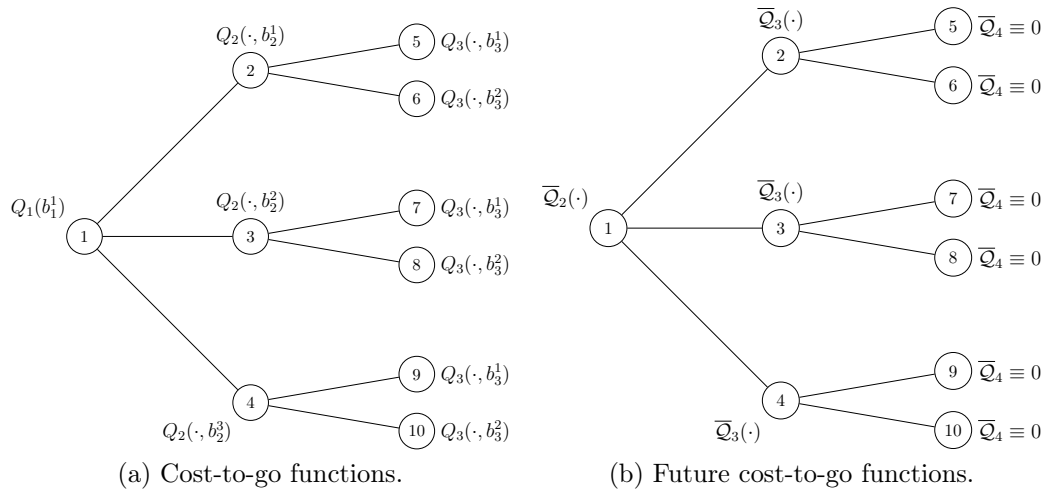 Q_2(·, b_2^1)
5 Q_3(·, b_3^1)
2
6 Q_3(·, b_3^2)
Q_1(b_1^1)
1
Q_2(·, b_2^2)
3
7 Q_3(·, b_3^1)
8 Q_3(·, b_3^2)
9 Q_3(·, b_3^1)
4
Q_2(·, b_2^3)
10 Q_3(·, b_3^2)
(a) Cost-to-go functions.
\overline{𝒬}_3(·)
5 \overline{𝒬}_4 ≡ 0
2
6 \overline{𝒬}_4 ≡ 0
\overline{𝒬}_2(·)
1
\overline{𝒬}_3(·)
3
7 \overline{𝒬}_4 ≡ 0
8 \overline{𝒬}_4 ≡ 0
9 \overline{𝒬}_4 ≡ 0
4
\overline{𝒬}_3(·)
10 \overline{𝒬}_4 ≡ 0
(b) Future cost-to-go functions.